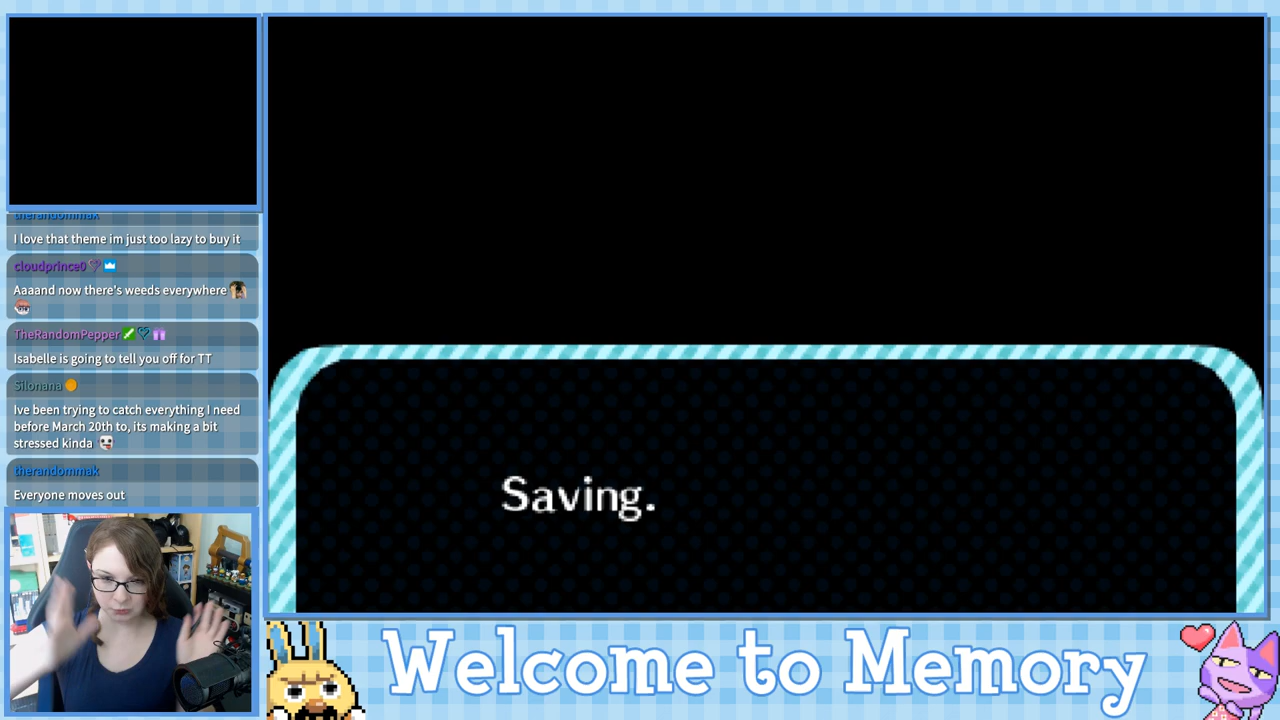 therandommak
I love that theme im just too lazy to buy it
cloudprince0
Aaaand now there's weeds everywhere
TheRandomPepper
Isabelle is going to tell you off for TT
Silonana
Ive been trying to catch everything I need
before March 20th to, its making a bit
stressed kinda
therandommak
Everyone moves out
Saving.
Welcome to Memory